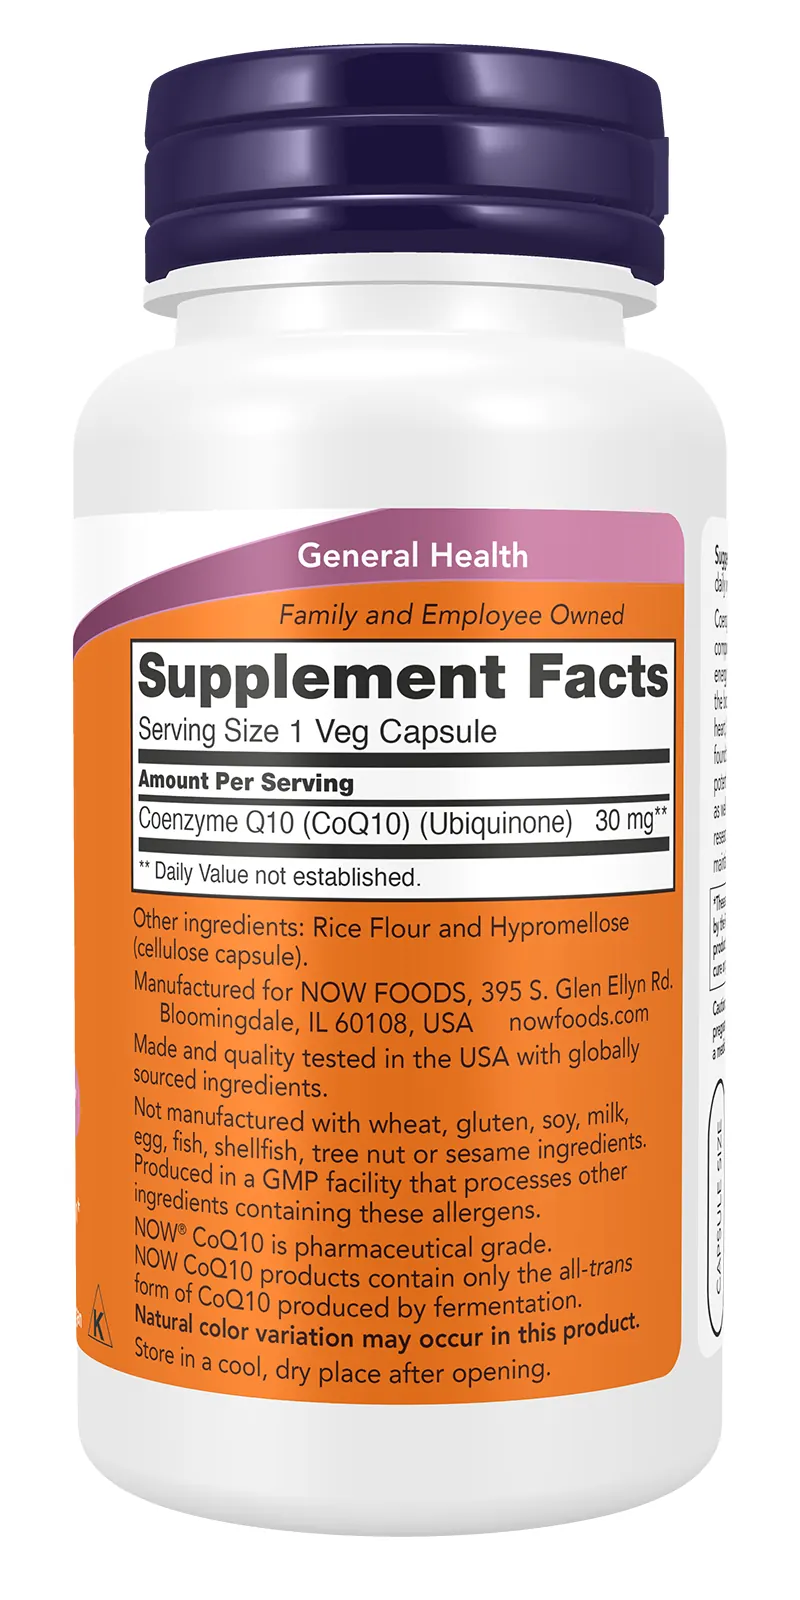 General Health
Family and Employee Owned
Supplement Facts
Serving Size 1 Veg Capsule
Amount Per Serving
Coenzyme Q10 (CoQ10) (Ubiquinone) 30 mg**
** Daily Value not established.
Other ingredients: Rice Flour and Hypromellose
(cellulose capsule).
Manufactured for NOW FOODS, 395 S. Glen Ellyn Rd.
Bloomingdale, IL 60108, USA nowfoods.com
Made and quality tested in the USA with globally
sourced ingredients.
Not manufactured with wheat, gluten, soy, milk,
egg, fish, shellfish, tree nut or sesame ingredients.
Produced in a GMP facility that processes other
ingredients containing these allergens.
NOW® CoQ10 is pharmaceutical grade.
NOW CoQ10 products contain only the all-trans
form of CoQ10 produced by fermentation.
Natural color variation may occur in this product.
Store in a cool, dry place after opening.
K
CAPSULE SIZE